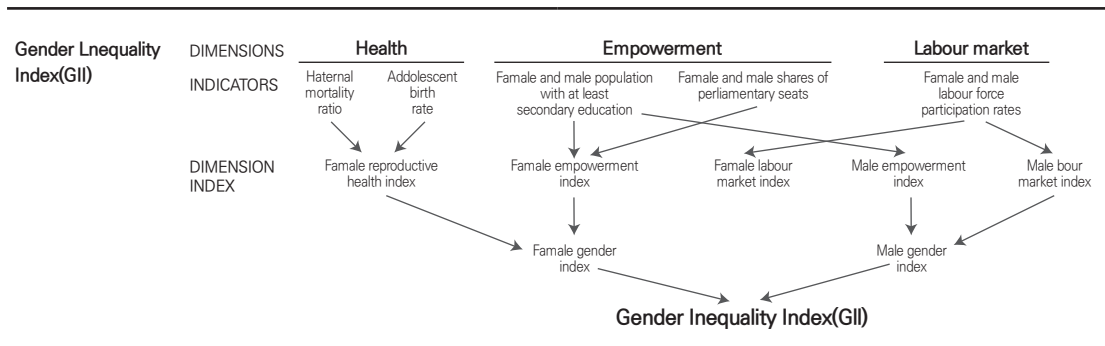 Gender Lnequality
Index(GII)
DIMENSIONS
Health
Empowerment
Labour market
INDICATORS
Haternal
mortality
ratio
Addolescent
birth
rate
Famale and male population
with at least
secondary education
Famale and male shares of
perliamentary seats
Famale and male
labour force
participation rates
DIMENSION
INDEX
Famale reproductive
health index
Famale empowerment
index
Famale labour
market index
Male empowerment
index
Male bour
market index
Famale gender
index
Male gender
index
Gender Inequality Index(GII)